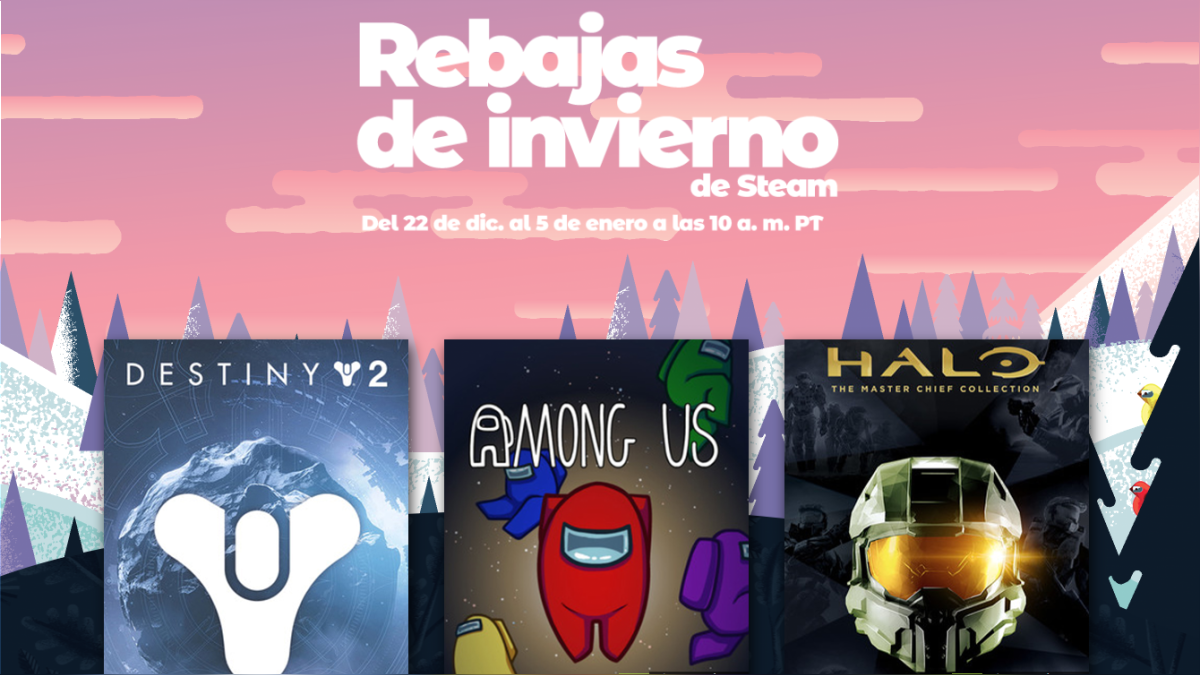 Rebajas
de invierno
de Steam
Del 22 de dic. al 5 de enero a las 10 a. m. PT
DESTINY 2
AMONG US
HALO
THE MASTER CHIEF COLLECTION